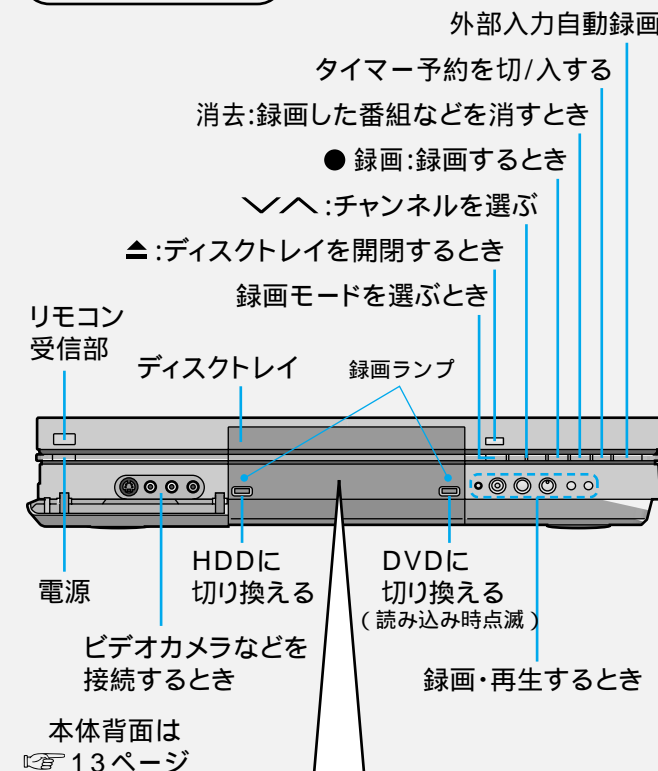 外部入力自動録画
タイマー予約を切/入する
消去:録画した番組などを消すとき
● 録画:録画するとき
:チャンネルを選ぶ
▲:ディスクトレイを開閉するとき
録画モードを選ぶとき
リモコン
受信部
ディスクトレイ
録画ランプ
HDDに
切り換える
DVDに
切り換える
(読み込み時点滅)
電源
ビデオカメラなどを
接続するとき
録画・再生するとき
本体背面は
☞13ページ